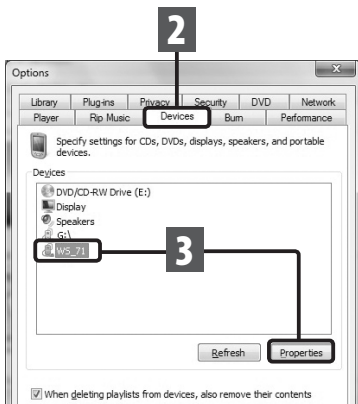 2
Options
Library Plug-ins Privacy Security DVD Network
Player Rip Music Devices Burn Performance
Specify settings for CDs, DVDs, displays, speakers, and portable
devices.
Devices
DVD/CD-RW Drive (E:)
Display
Speakers
G:\
WS_71
3
Refresh Properties
When deleting playlists from devices, also remove their contents